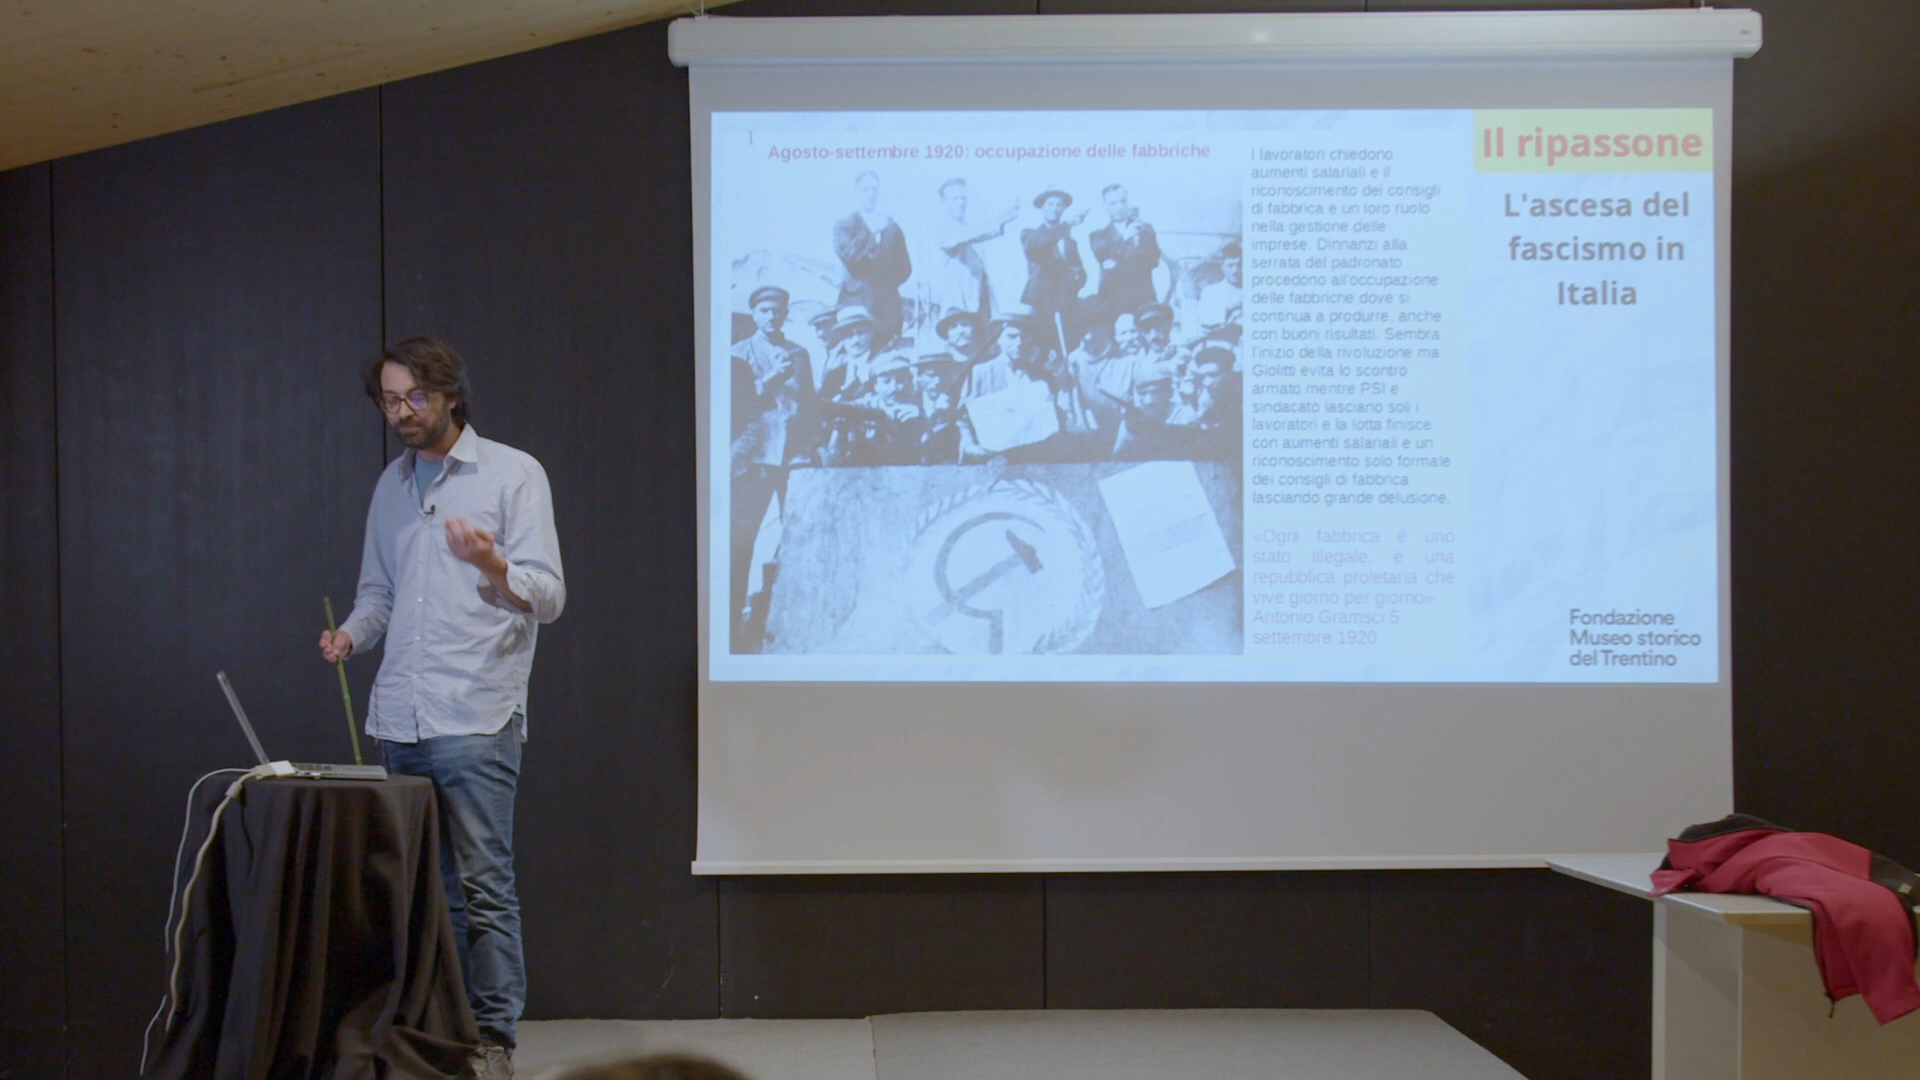 Agosto-settembre 1920: occupazione delle fabbriche
I lavoratori chiedono
aumenti salariali e il
riconoscimento dei consigli
di fabbrica e un loro ruolo
nella gestione delle
imprese. Dinnanzi alla
serrata del padronato
procedono all'occupazione
delle fabbriche dove si
continua a produrre, anche
con buoni risultati. Sembra
l'inizio della rivoluzione ma
Giolitti evita lo scontro
armato mentre PSI e
sindacato lasciano soli i
lavoratori e la lotta finisce
con aumenti salariali e un
riconoscimento solo formale
dei consigli di fabbrica
lasciando grande delusione.
«Ogni fabbrica è uno
stato illegale, è una
repubblica proletaria che
vive giorno per giorno»
Antonio Gramsci 5
settembre 1920
Il ripassone
L'ascesa del
fascismo in
Italia
Fondazione
Museo storico
del Trentino